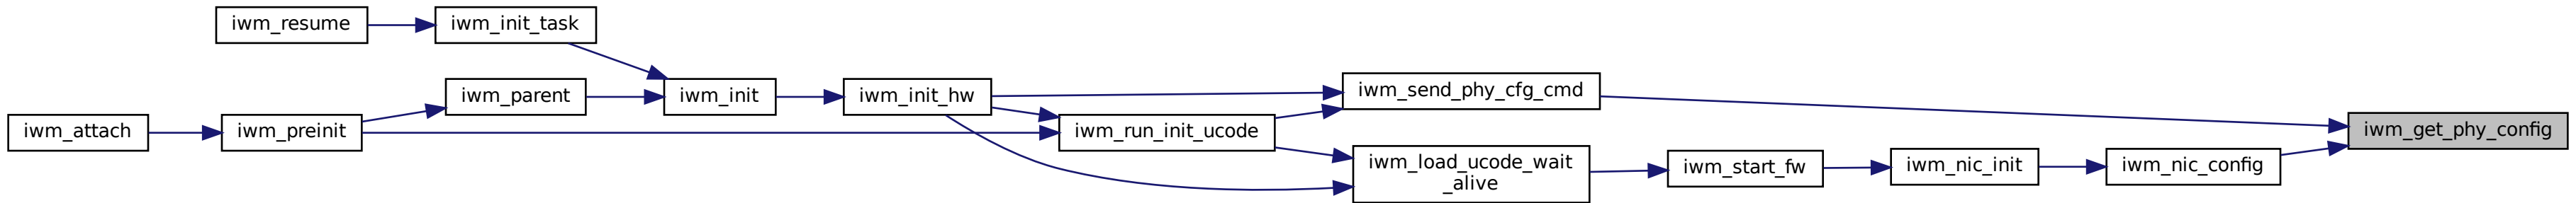 iwm_resume
iwm_init_task
iwm_attach
iwm_preinit
iwm_parent
iwm_init
iwm_init_hw
iwm_send_phy_cfg_cmd
iwm_run_init_ucode
iwm_load_ucode_wait
_alive
iwm_start_fw
iwm_nic_init
iwm_nic_config
iwm_get_phy_config